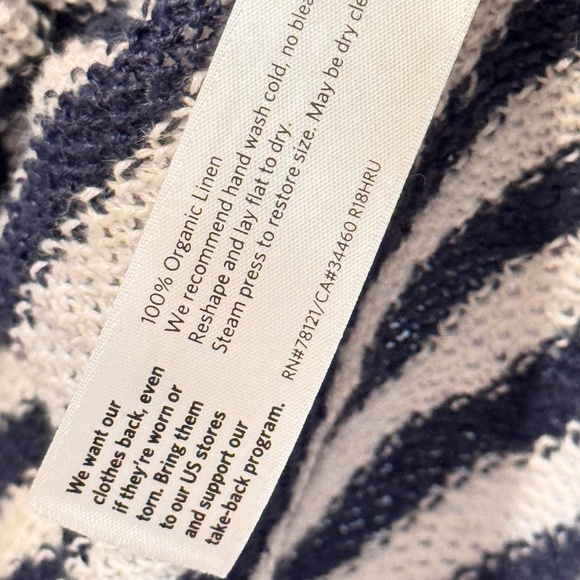 100% Organic Linen
We recommend hand wash cold, no
Reshape and lay flat to dry.
Steam press to restore size. May be dry
RN#78121/CA#34460 R18HRU
We want our
clothes back, even
if they're worn or
torn. Bring them
to our US stores
and support our
take-back program.